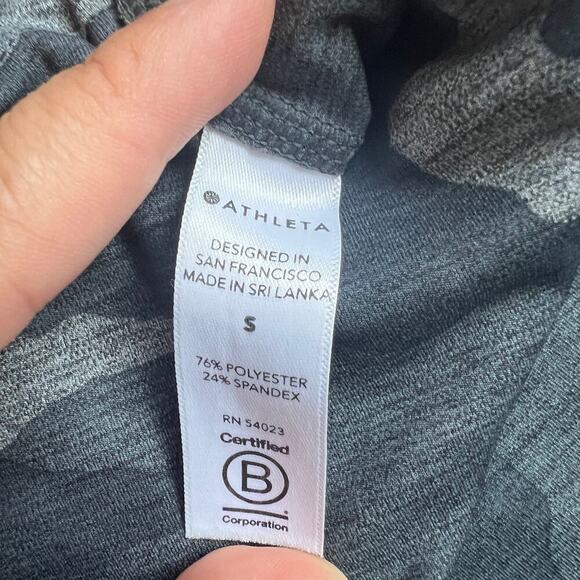 ATHLETA
DESIGNED IN
SAN FRANCISCO
MADE IN SRI LANKA
S
76% POLYESTER
24% SPANDEX
RN 54023
Certified
B
Corporation